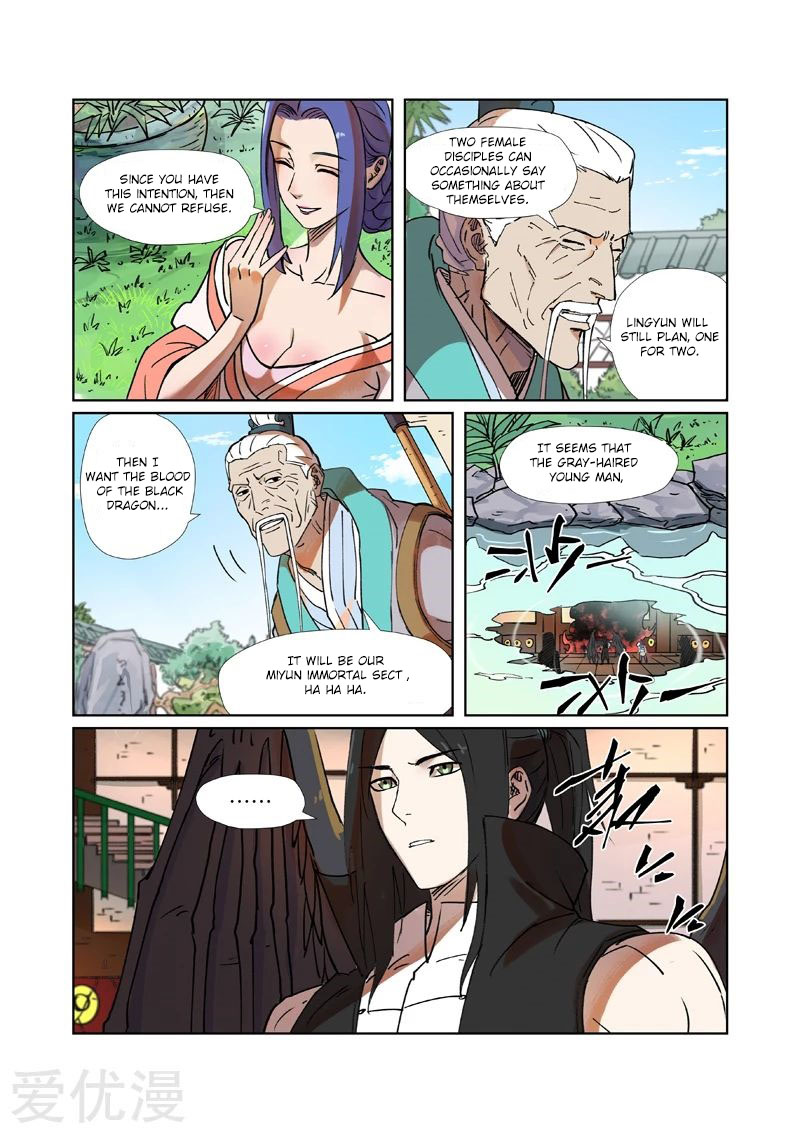 SINCE YOU HAVE
THIS INTENTION, THEN
WE CANNOT REFUSE.
TWO FEMALE
DISCIPLES CAN
OCCASIONALLY SAY
SOMETHING ABOUT
THEMSELVES.
LINGYUN WILL
STILL PLAN, ONE
FOR TWO.
THEN I
WANT THE BLOOD
OF THE BLACK
DRAGON...
IT WILL BE OUR
MIYUN IMMORTAL SECT ,
HA HA HA.
IT SEEMS THAT
THE GRAY-HAIRED
YOUNG MAN,
......
爱优漫